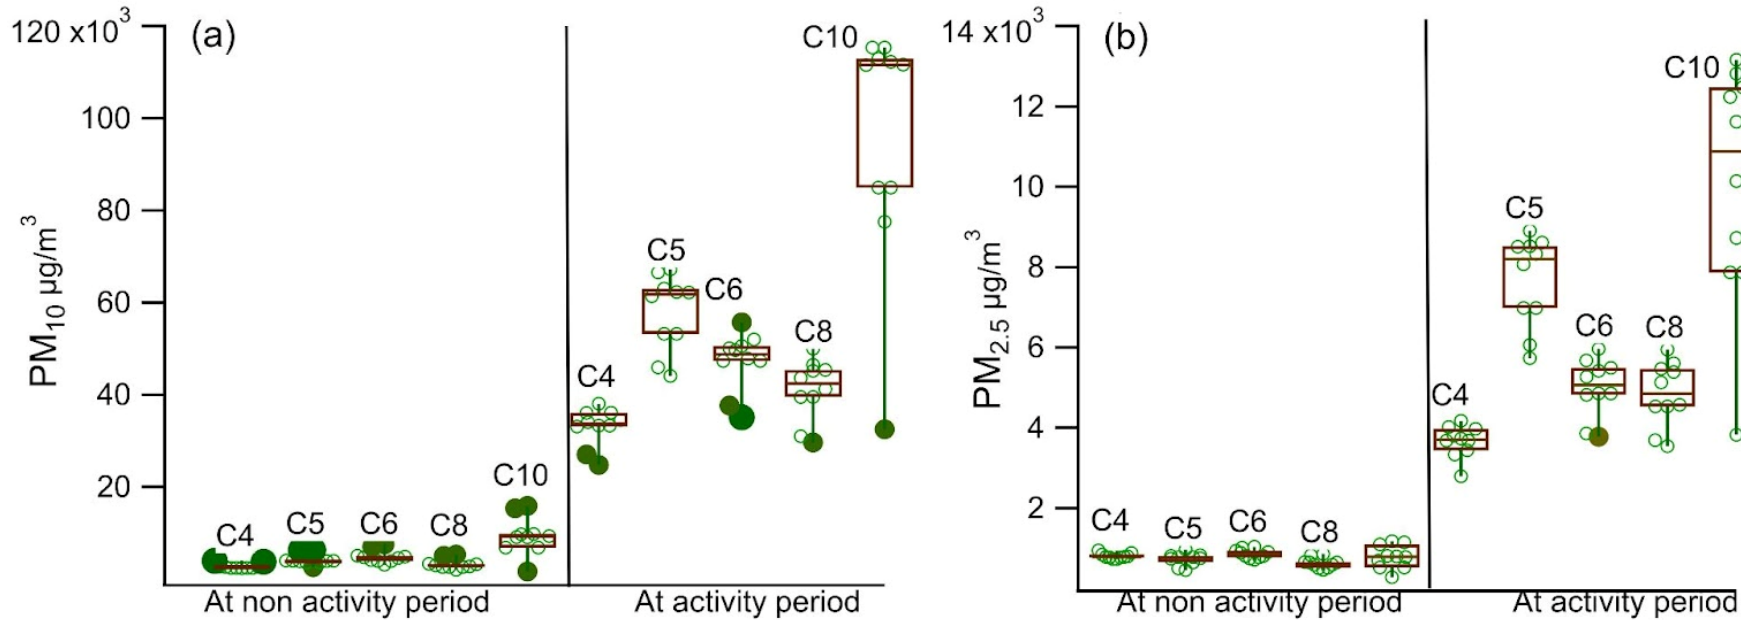 120 x10³ (a)
C10
100
80
C5
60
C6
C8
40
C4
20
C10
C4 C5 C6 C8
PM₁₀ µg/m³
At non activity period At activity period
14 x10³ (b)
C10
12
10
C5
8
C6 C8
6
C4
4
2
C4 C5 C6 C8
PM₂.₅ µg/m³
At non activity period At activity period